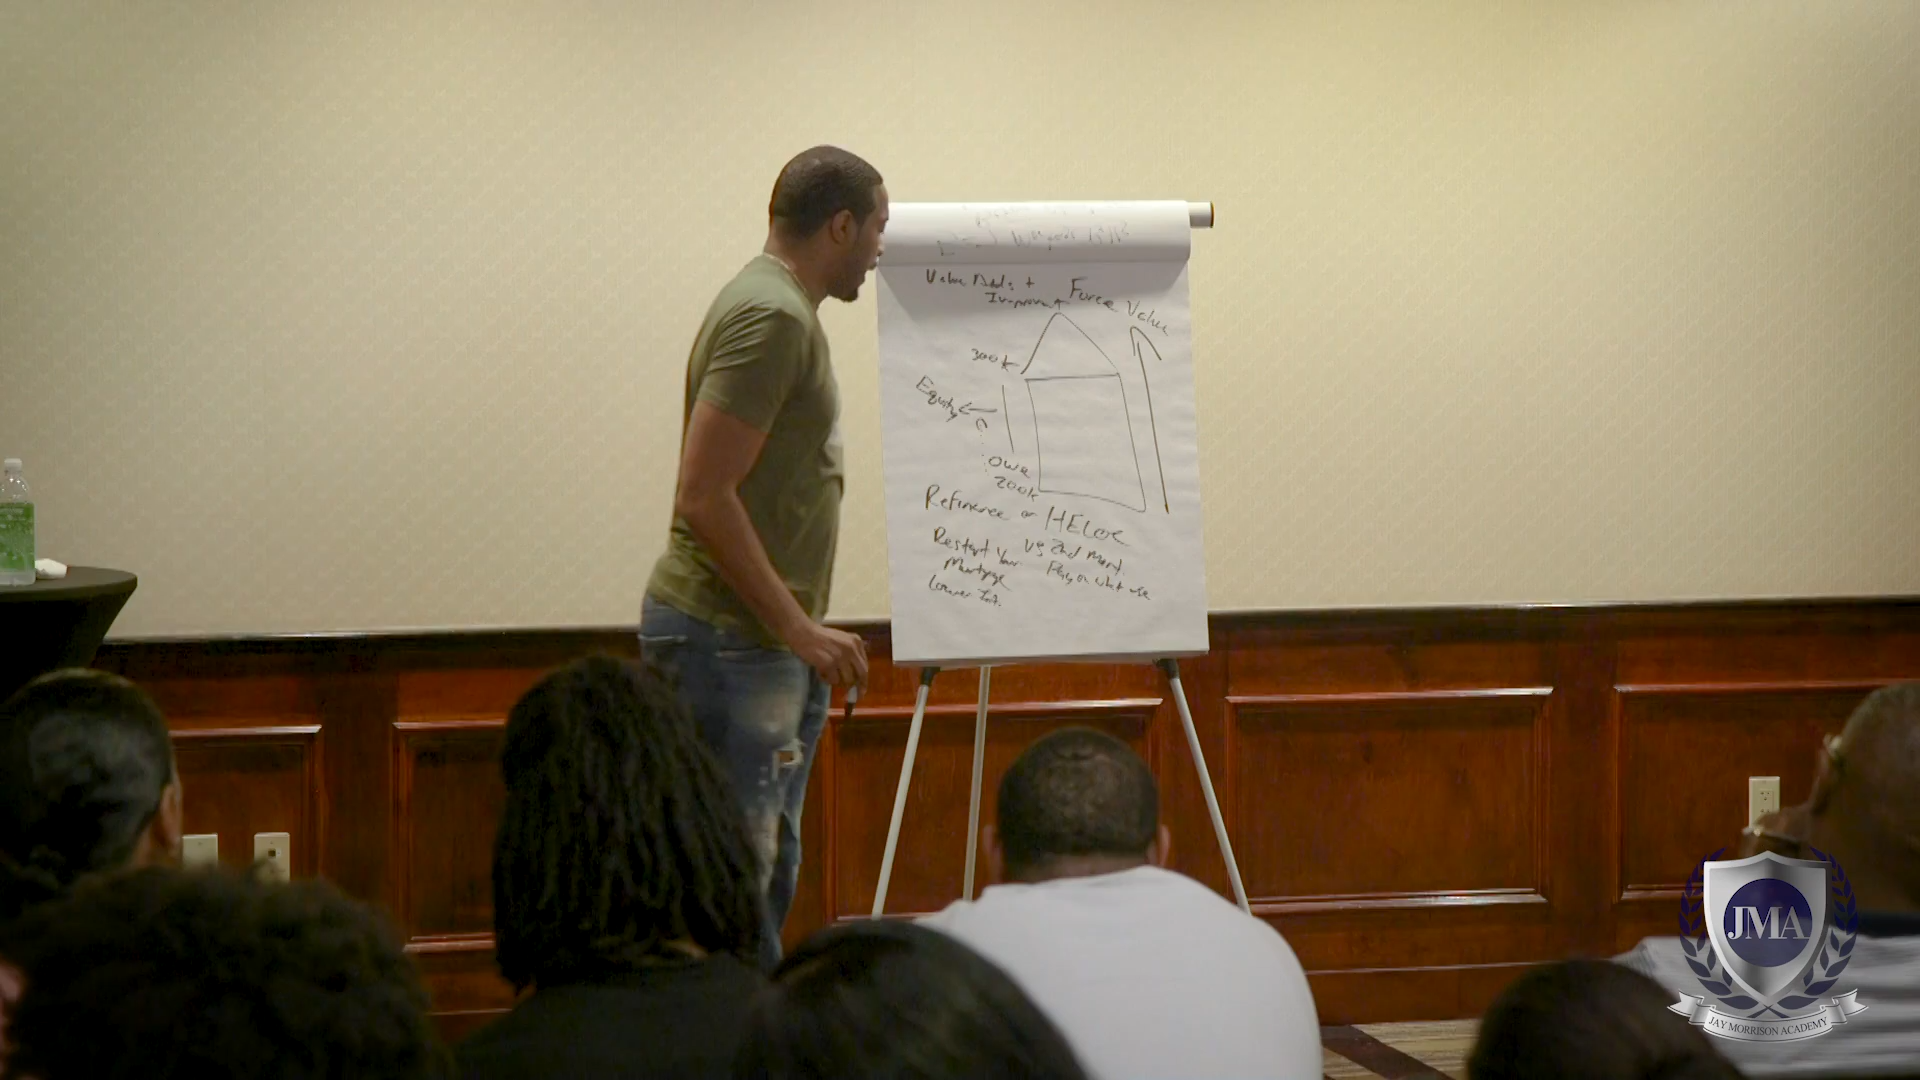 Value Adds +
Improvement
Force Value
300k
Equity
Owe
200k
Refinance or HELOC
Restart Your
Mortgage
Lower Int.
vs 2nd Mort.
Pay on what use
JMA
JAY MORRISON ACADEMY